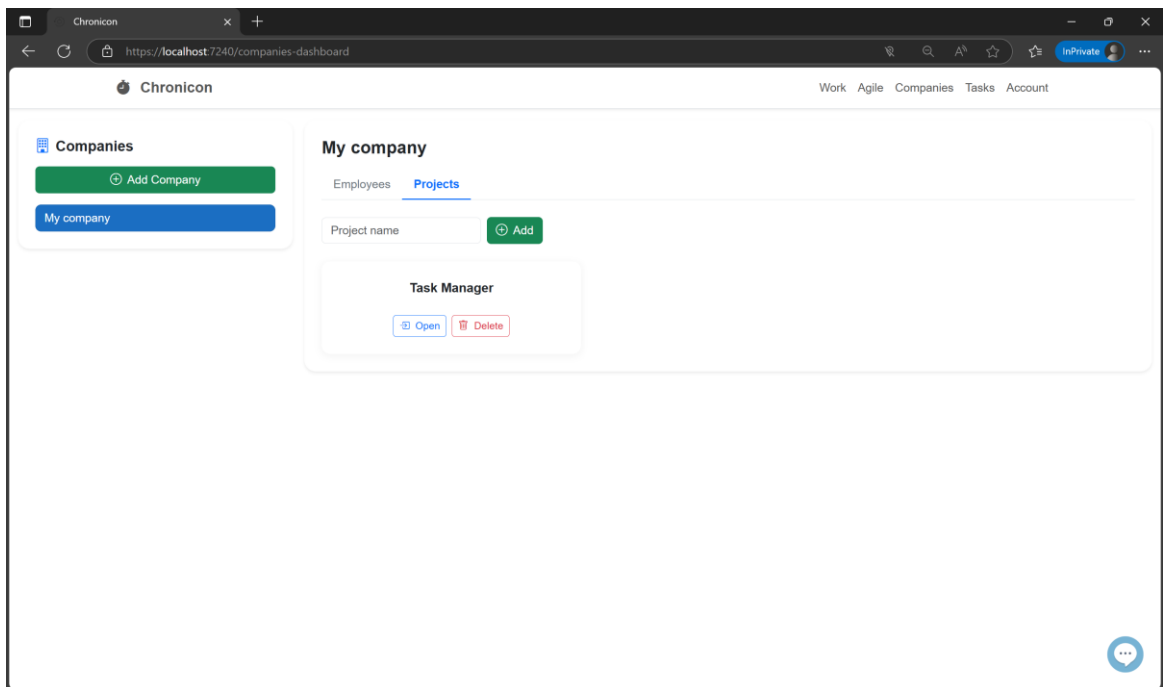 Chronicon
https://localhost:7240/companies-dashboard
InPrivate
Chronicon
Work Agile Companies Tasks Account
Companies
Add Company
My company
My company
Employees Projects
Project name
Add
Task Manager
Open Delete